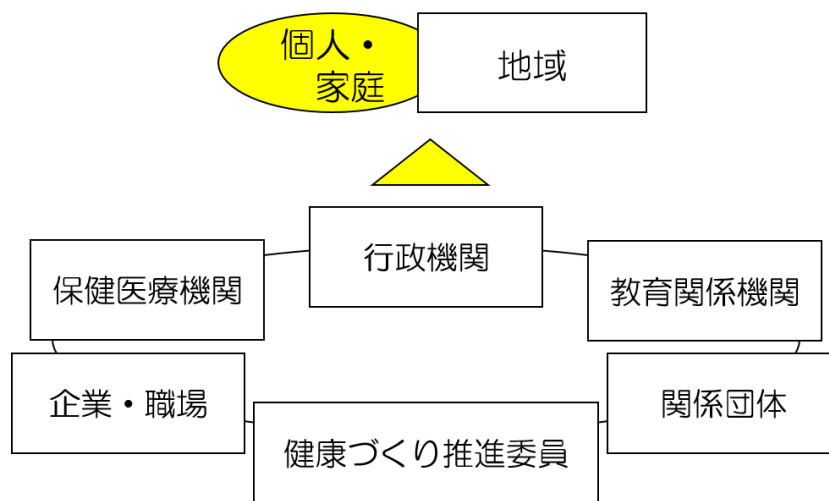 個人・
家庭
地域
行政機関
保健医療機関
教育関係機関
企業・職場
関係団体
健康づくり推進委員